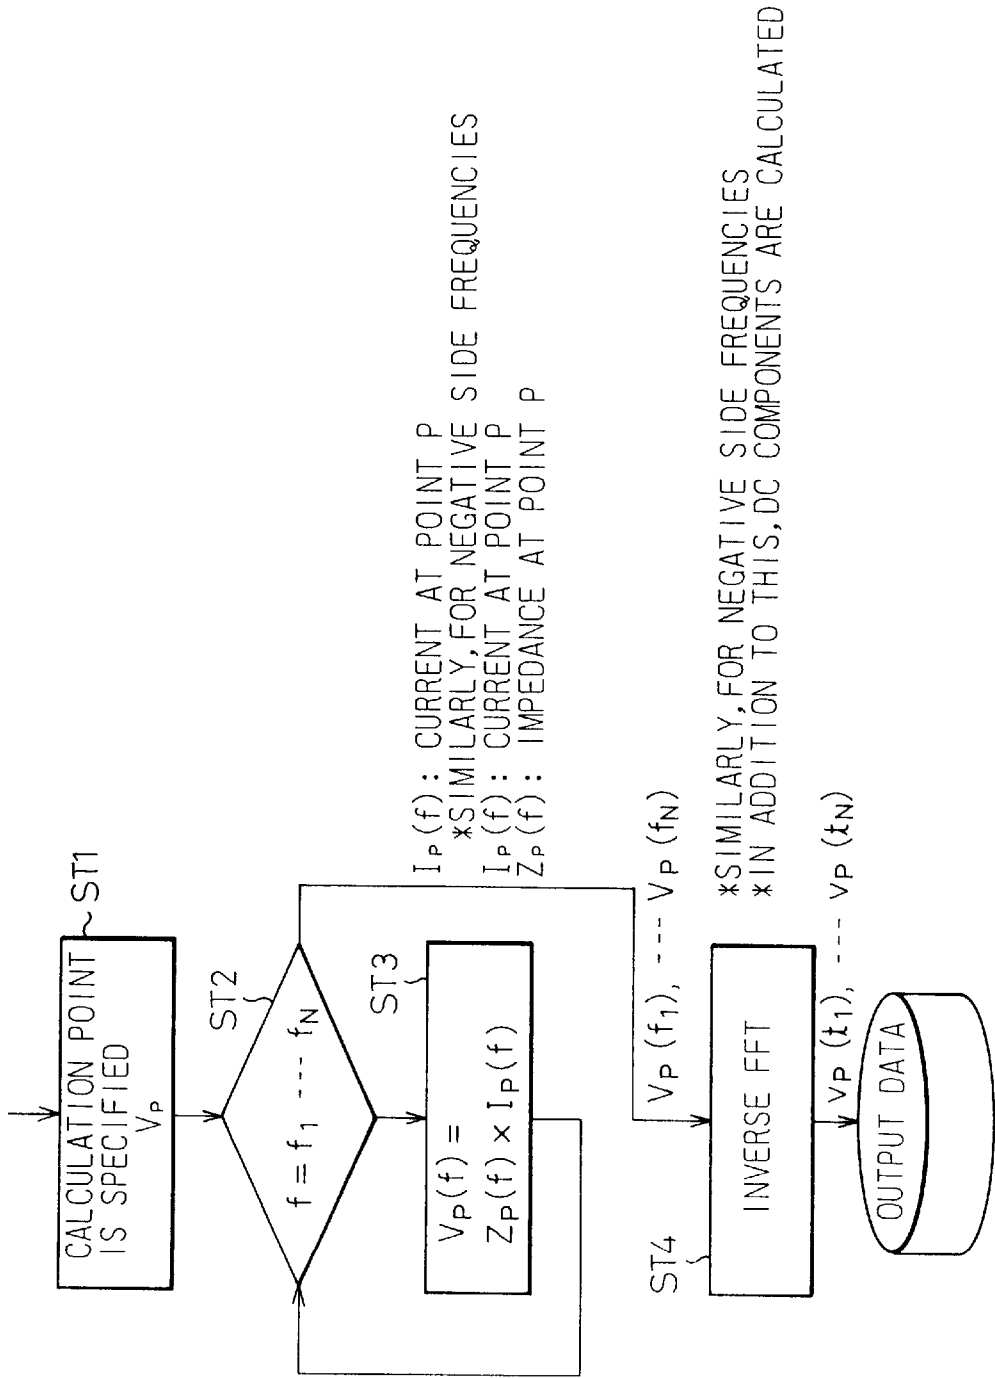 CALCULATION POINT
IS SPECIFIED
VP
ST1
ST2
f = f1 --- fN
ST3
VP(f) =
ZP(f) × IP(f)
IP(f) : CURRENT AT POINT P
*SIMILARLY, FOR NEGATIVE SIDE FREQUENCIES
IP(f) : CURRENT AT POINT P
ZP(f) : IMPEDANCE AT POINT P
VP(f1), --- VP(fN)
ST4
INVERSE FFT
*SIMILARLY, FOR NEGATIVE SIDE FREQUENCIES
*IN ADDITION TO THIS, DC COMPONENTS ARE CALCULATED
vP(t1), --- vP(tN)
OUTPUT DATA